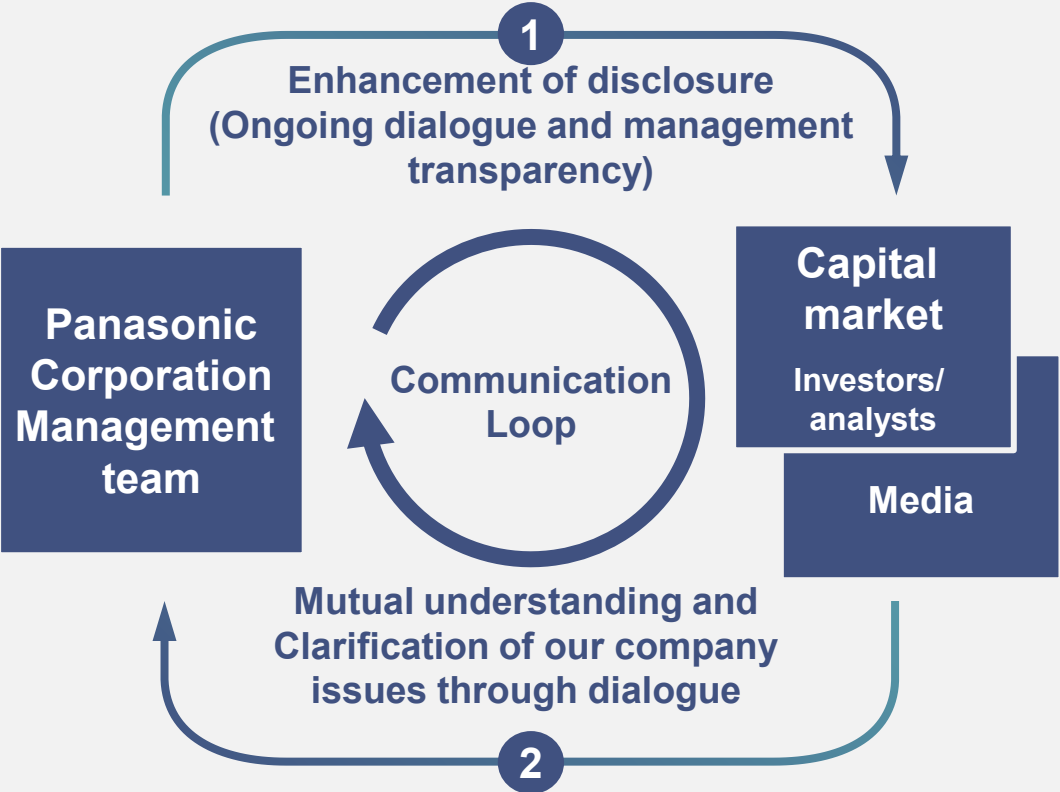 1
Enhancement of disclosure
(Ongoing dialogue and management
transparency)
Panasonic
Corporation
Management
team
Communication
Loop
Capital
market
Investors/
analysts
Media
Mutual understanding and
Clarification of our company
issues through dialogue
2